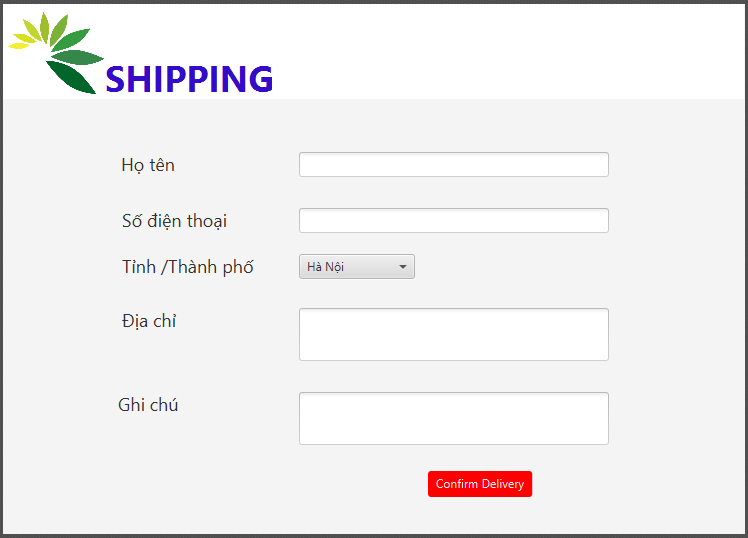 SHIPPING
Họ tên
Số điện thoại
Tỉnh /Thành phố
Hà Nội
Địa chỉ
Ghi chú
Confirm Delivery